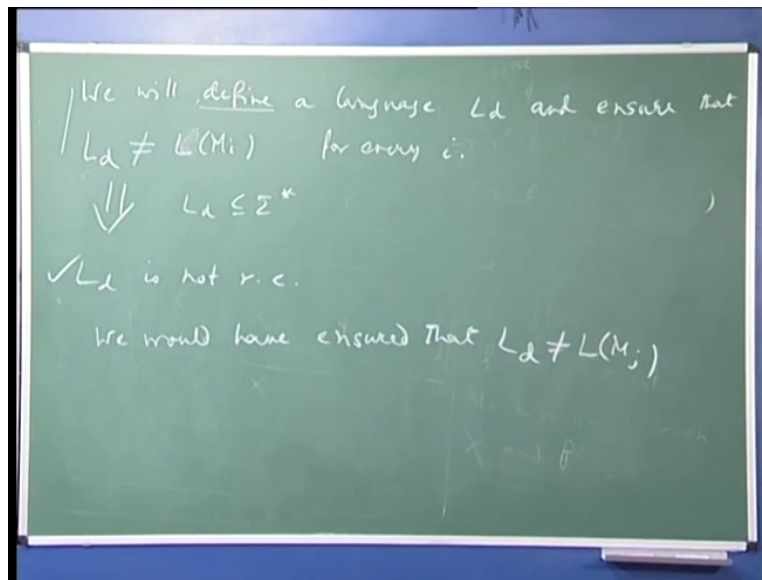 We will define a language Ld and ensure that
Ld ≠ L(Mi) for every i.
⇓ Ld ⊆ Σ*
✓Ld is not r.e.
We would have ensured that Ld ≠ L(Mj)
X and